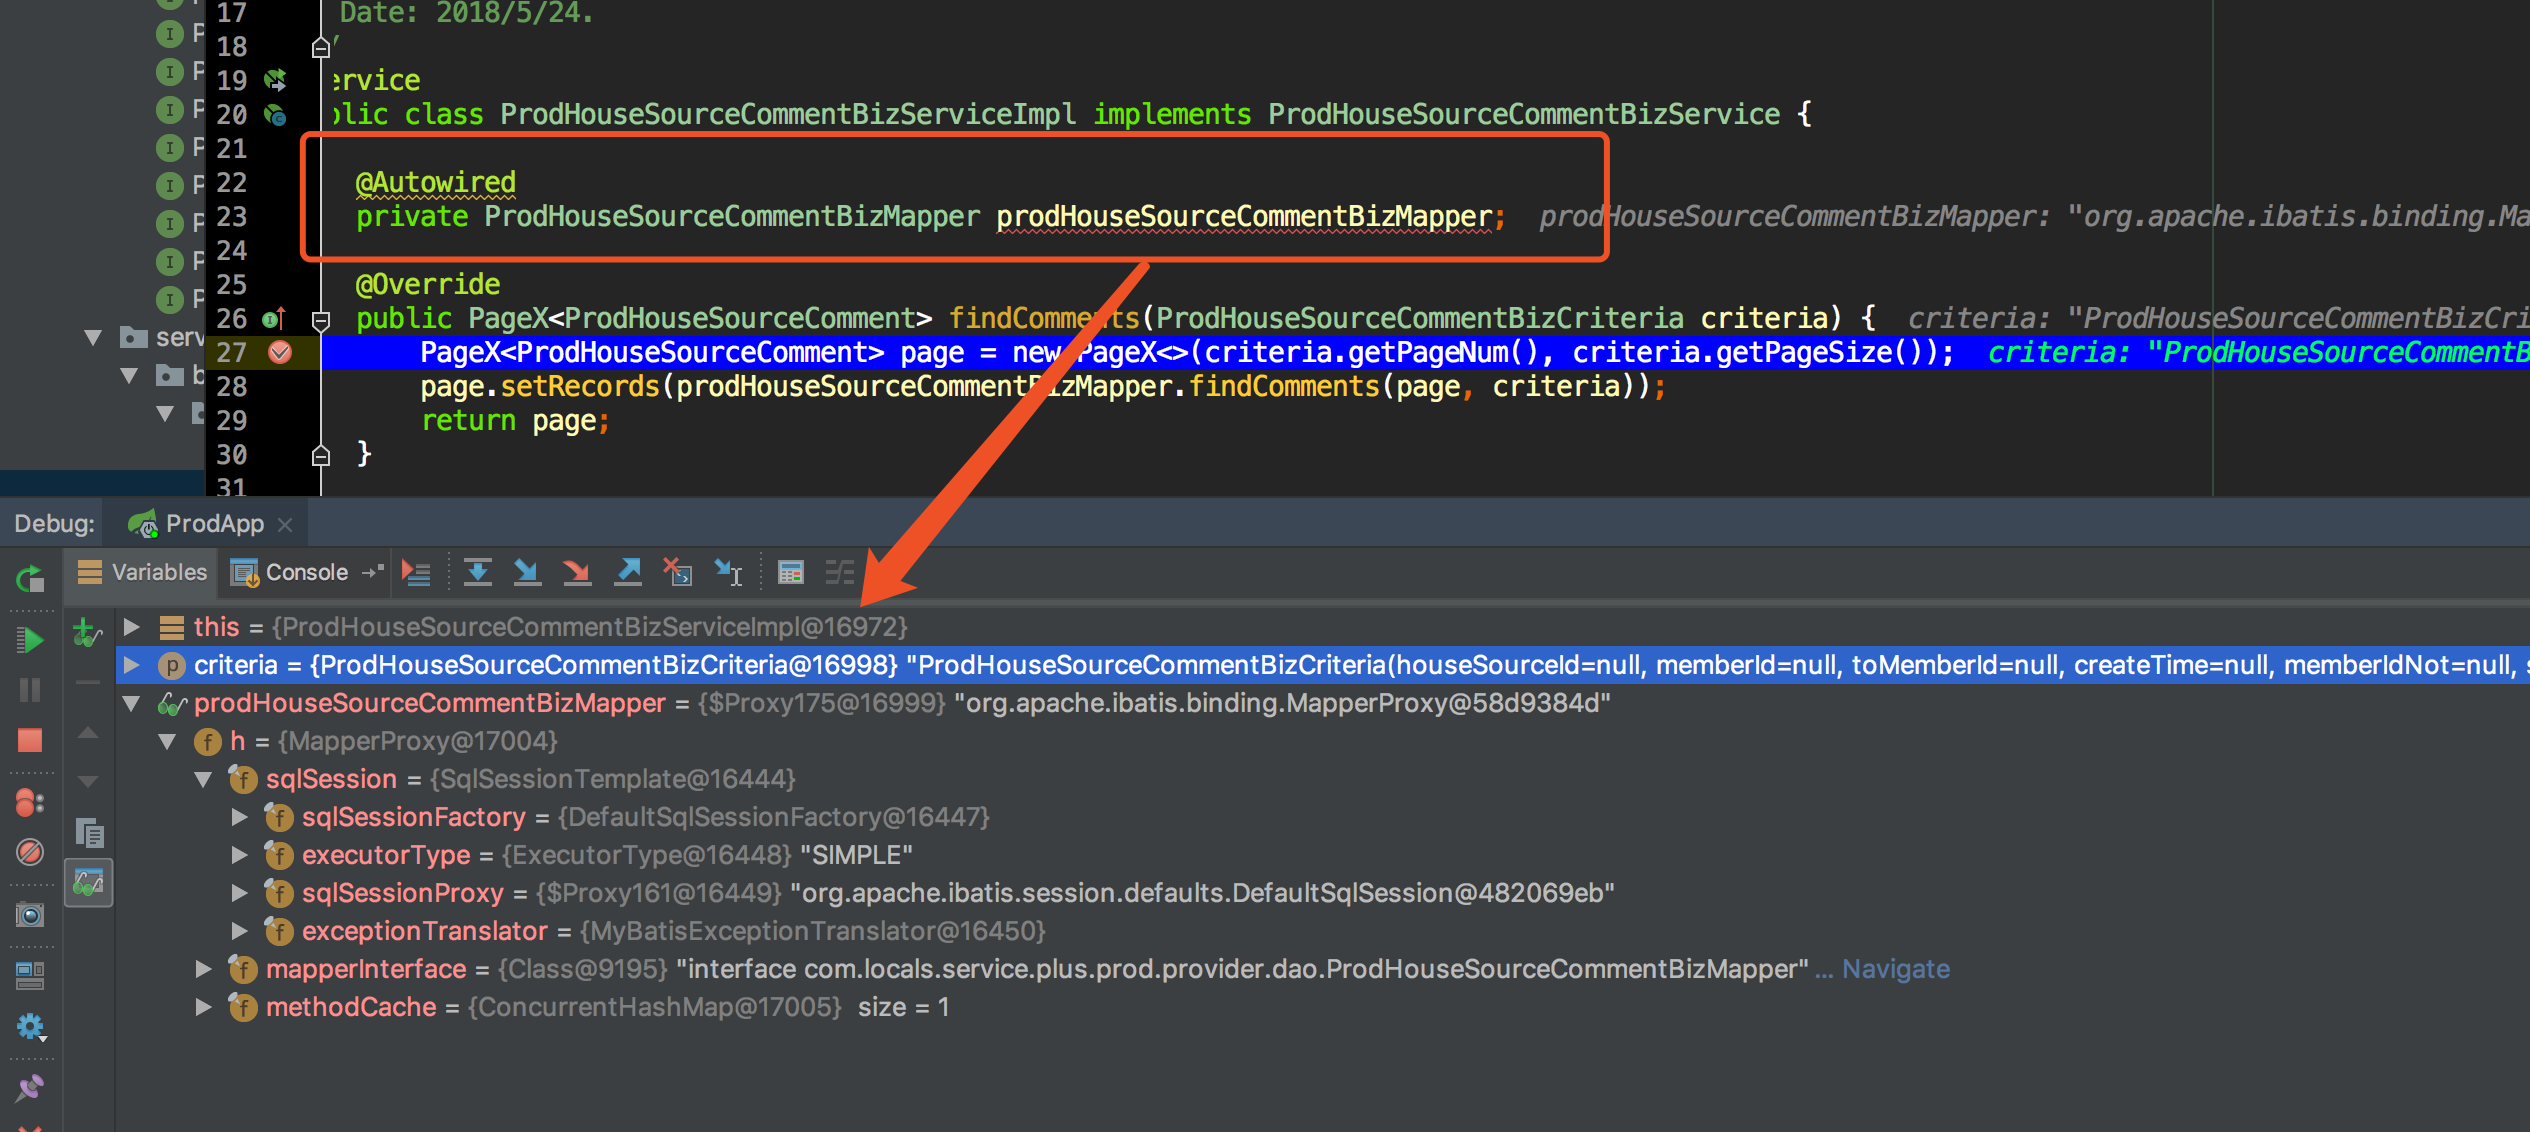 17 Date: 2018/5/24.
18 /
19 ervice
20 blic class ProdHouseSourceCommentBizServiceImpl implements ProdHouseSourceCommentBizService {
21
22 @Autowired
23 private ProdHouseSourceCommentBizMapper prodHouseSourceCommentBizMapper; prodHouseSourceCommentBizMapper: "org.apache.ibatis.binding.Ma
24
25 @Override
26 public PageX<ProdHouseSourceComment> findComments(ProdHouseSourceCommentBizCriteria criteria) { criteria: "ProdHouseSourceCommentBizCri
27 PageX<ProdHouseSourceComment> page = new PageX<>(criteria.getPageNum(), criteria.getPageSize()); criteria: "ProdHouseSourceCommentB
28 page.setRecords(prodHouseSourceCommentBizMapper.findComments(page, criteria));
29 return page;
30 }
31
I P
I P
I P
I P
I P
I P
I P
I P
serv
b
Debug: ProdApp
Variables Console
this = {ProdHouseSourceCommentBizServiceImpl@16972}
criteria = {ProdHouseSourceCommentBizCriteria@16998} "ProdHouseSourceCommentBizCriteria(houseSourceId=null, memberId=null, toMemberId=null, createTime=null, memberIdNot=null, s
prodHouseSourceCommentBizMapper = {$Proxy175@16999} "org.apache.ibatis.binding.MapperProxy@58d9384d"
h = {MapperProxy@17004}
sqlSession = {SqlSessionTemplate@16444}
sqlSessionFactory = {DefaultSqlSessionFactory@16447}
executorType = {ExecutorType@16448} "SIMPLE"
sqlSessionProxy = {$Proxy161@16449} "org.apache.ibatis.session.defaults.DefaultSqlSession@482069eb"
exceptionTranslator = {MyBatisExceptionTranslator@16450}
mapperInterface = {Class@9195} "interface com.locals.service.plus.prod.provider.dao.ProdHouseSourceCommentBizMapper" ... Navigate
methodCache = {ConcurrentHashMap@17005} size = 1